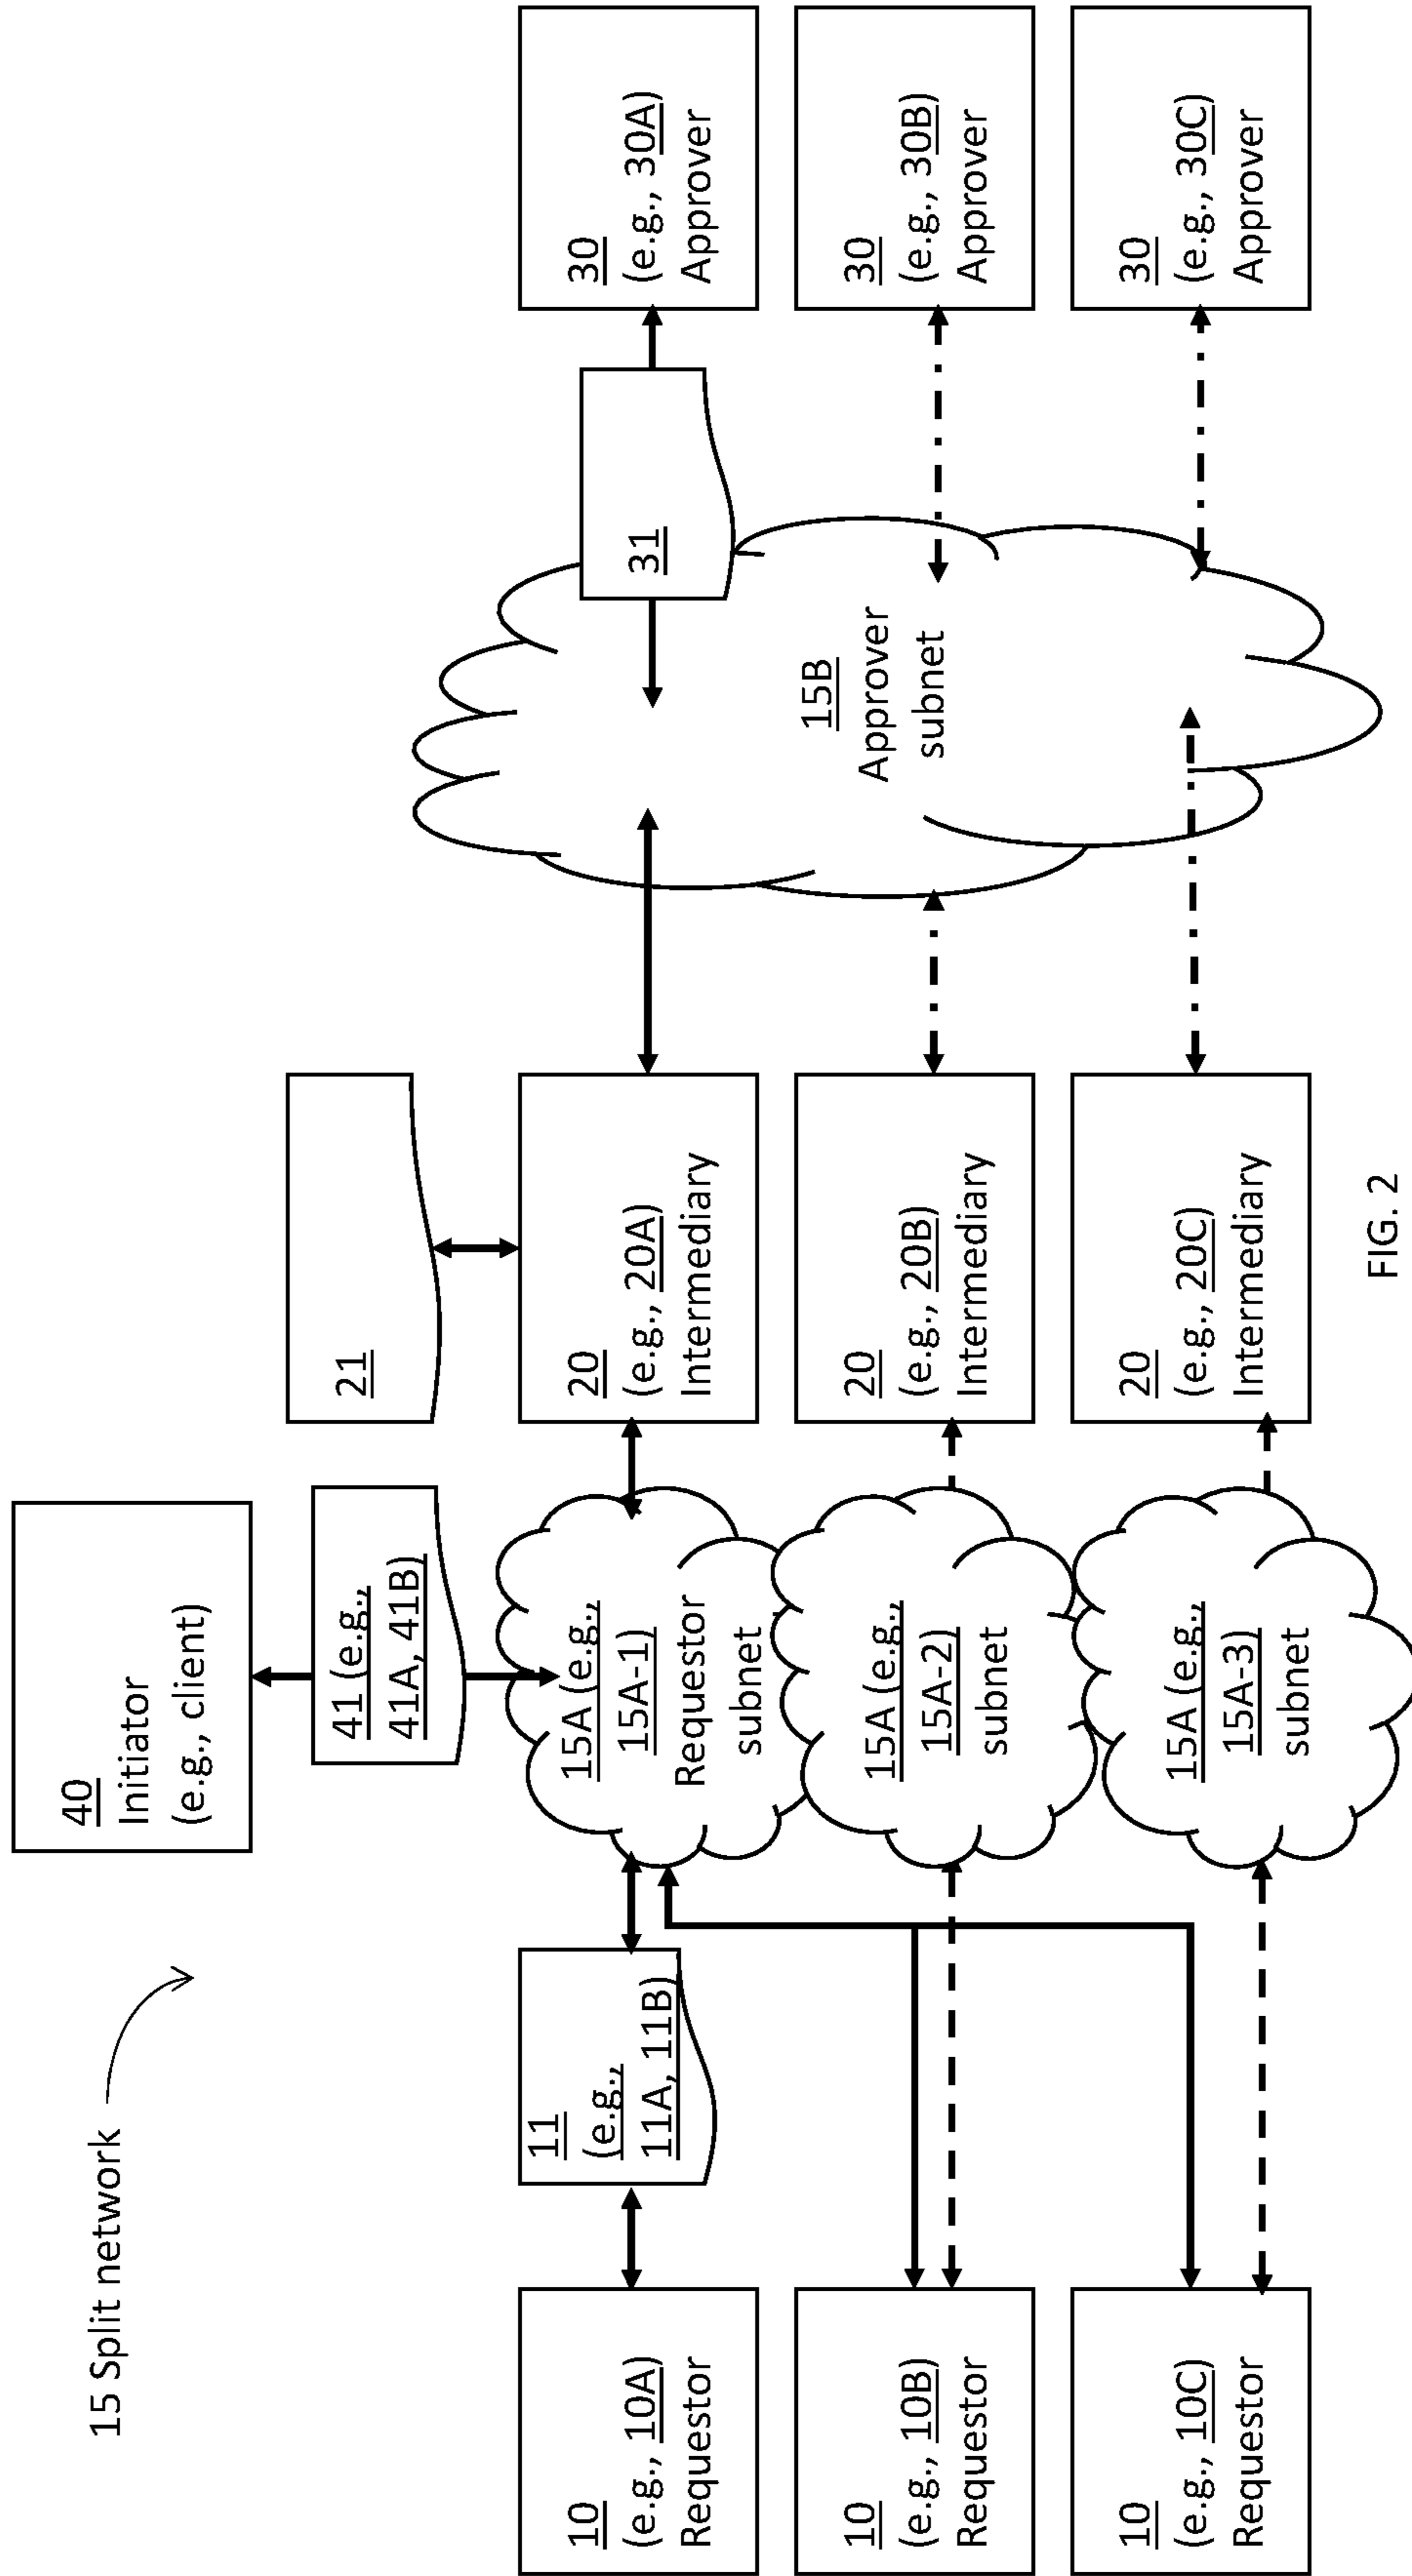 15 Split network
40
Initiator
(e.g., client)
41 (e.g.,
41A, 41B)
21
10
(e.g., 10A)
Requestor
11
(e.g.,
11A, 11B)
15A (e.g.,
15A-1)
Requestor
subnet
20
(e.g., 20A)
Intermediary
31
30
(e.g., 30A)
Approver
10
(e.g., 10B)
Requestor
15A (e.g.,
15A-2)
subnet
20
(e.g., 20B)
Intermediary
15B
Approver
subnet
30
(e.g., 30B)
Approver
10
(e.g., 10C)
Requestor
15A (e.g.,
15A-3)
subnet
20
(e.g., 20C)
Intermediary
30
(e.g., 30C)
Approver
FIG. 2